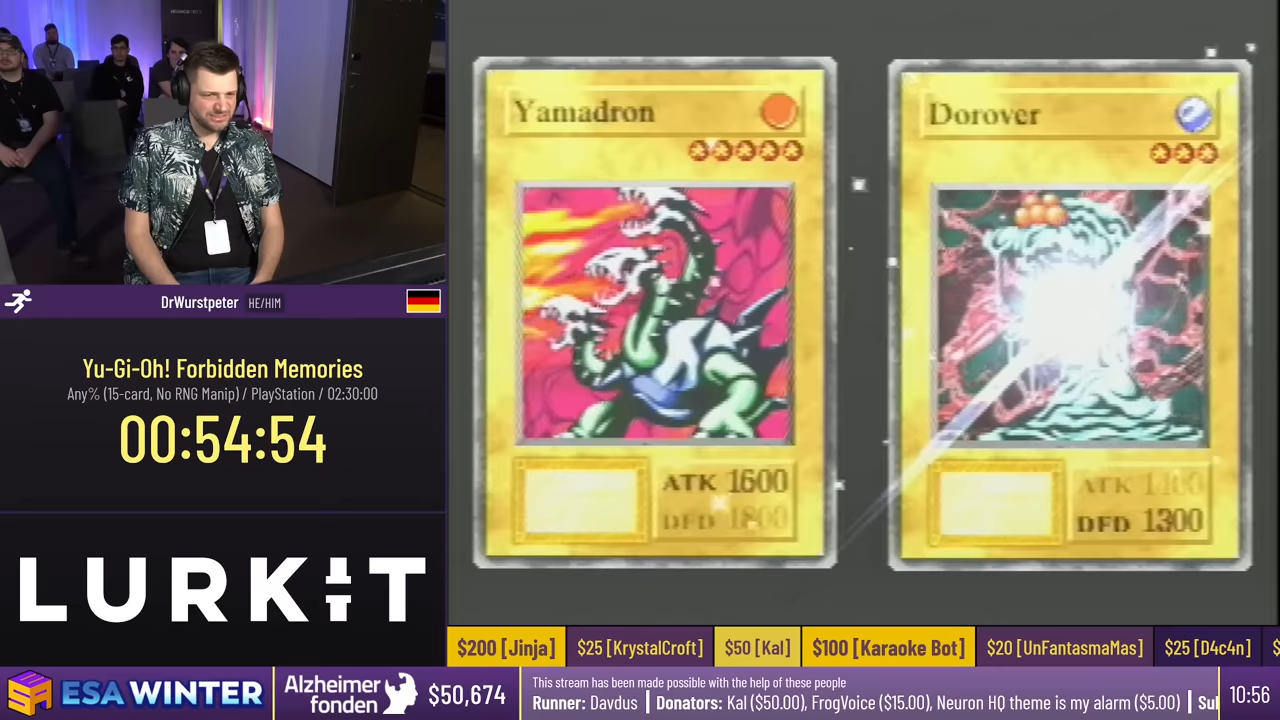 Yamadron
ATK 1600
DFD 1800
Dorover
ATK 1400
DFD 1300
DrWurstpeter HE/HIM
Yu-Gi-Oh! Forbidden Memories
Any% (15-card, No RNG Manip) / PlayStation / 02:30:00
00:54:54
LURKIT
$200 [Jinja] $25 [KrystalCroft] $50 [Kal] $100 [Karaoke Bot] $20 [UnFantasmaMas] $25 [D4c4n] $
ESA WINTER
Alzheimer
fonden
$50,674
This stream has been made possible with the help of these people
Runner: Davdus | Donators: Kal ($50.00), FrogVoice ($15.00), Neuron HQ theme is my alarm ($5.00) | Su
10:56